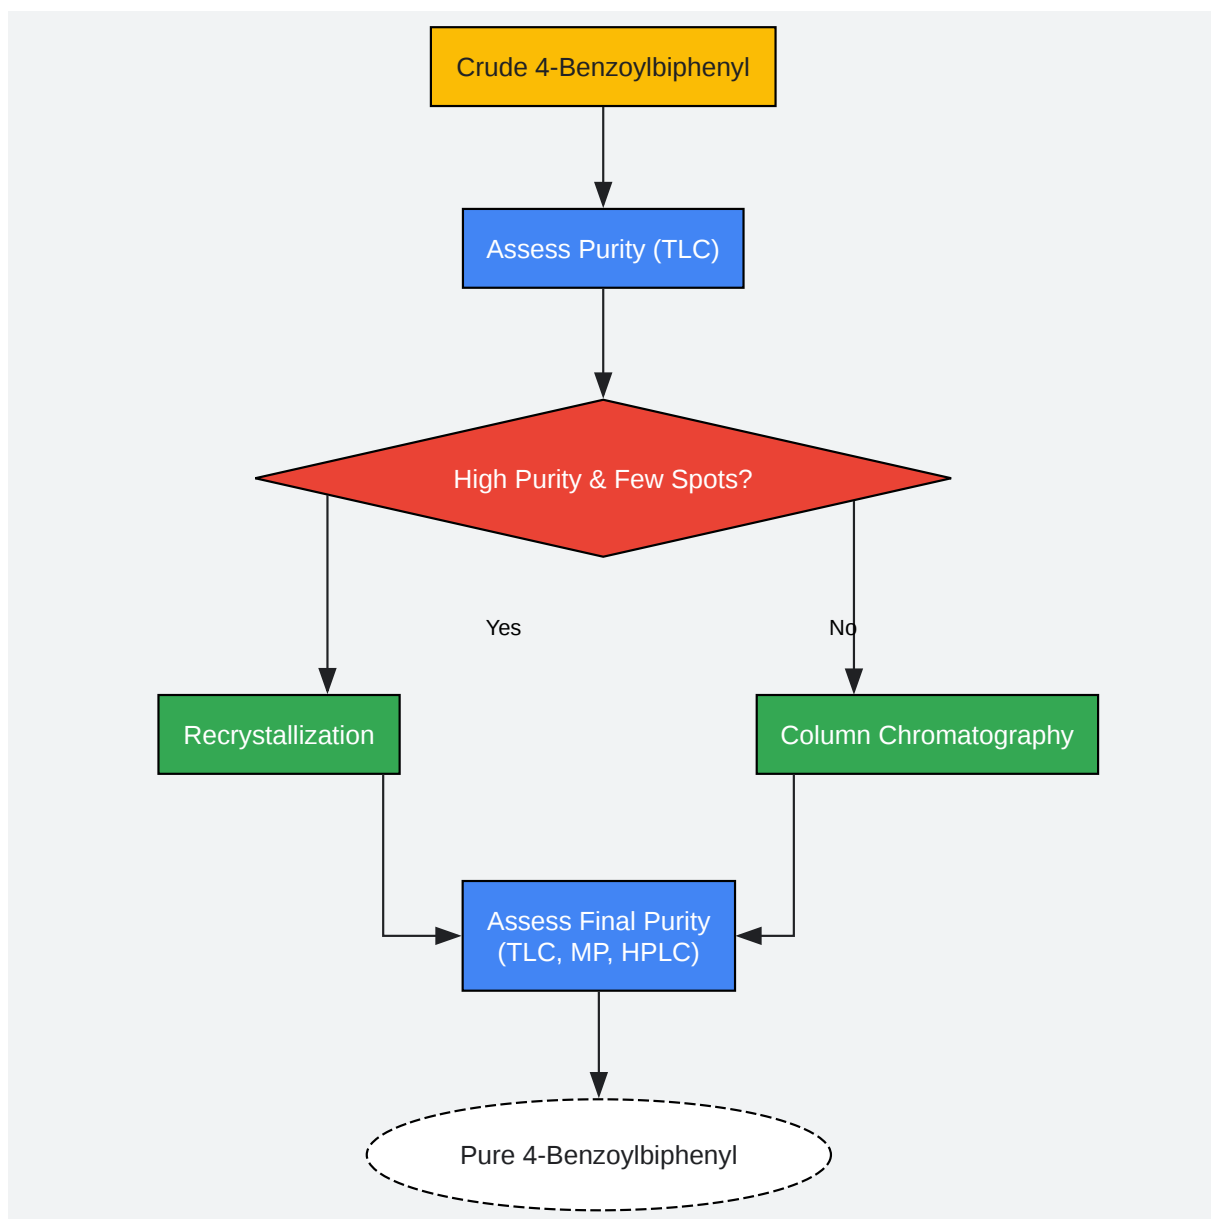 Crude 4-Benzoylbiphenyl
Assess Purity (TLC)
High Purity & Few Spots?
Yes
No
Recrystallization
Column Chromatography
Assess Final Purity
(TLC, MP, HPLC)
Pure 4-Benzoylbiphenyl